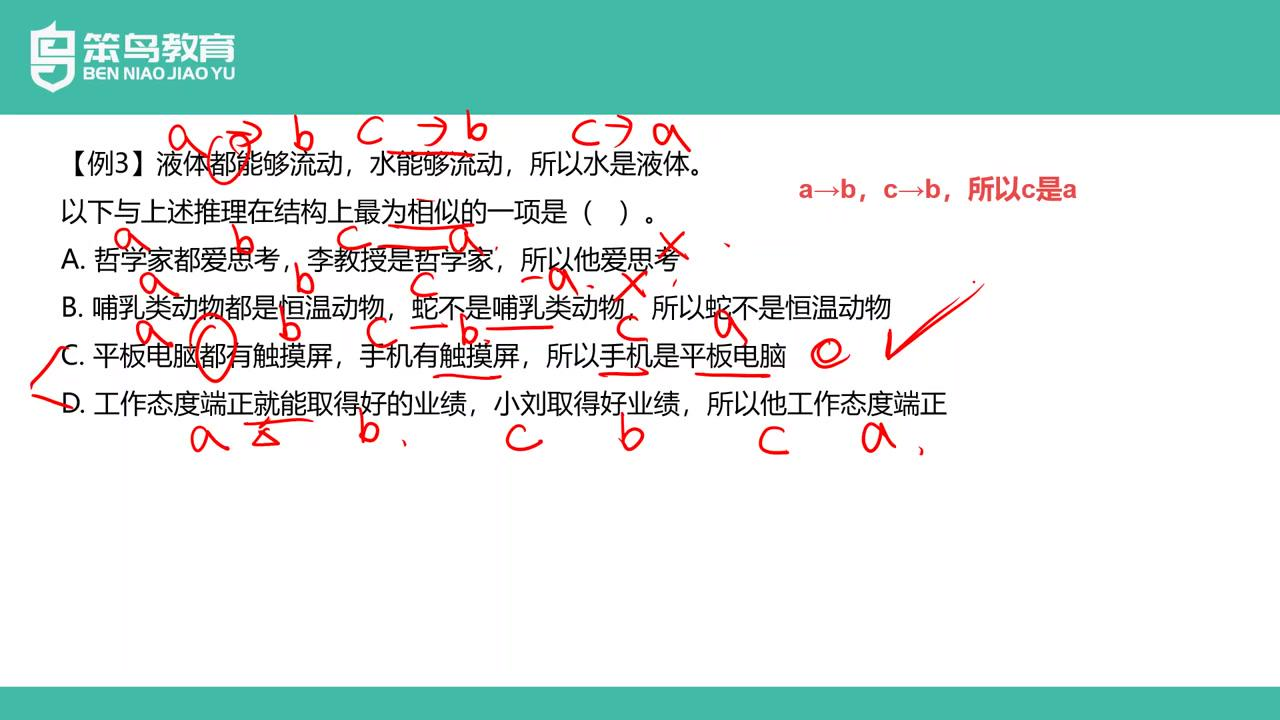 笨鸟教育
BEN NIAO JIAO YU
a → b c → b c → a
【例3】液体都能够流动，水能够流动，所以水是液体。
a→b，c→b，所以c是a
以下与上述推理在结构上最为相似的一项是（ ）。
a b c a
A. 哲学家都爱思考，李教授是哲学家，所以他爱思考
a b c -a
B. 哺乳类动物都是恒温动物，蛇不是哺乳类动物，所以蛇不是恒温动物
a b c b c a
C. 平板电脑都有触摸屏，手机有触摸屏，所以手机是平板电脑
D. 工作态度端正就能取得好的业绩，小刘取得好业绩，所以他工作态度端正
a b c b c a